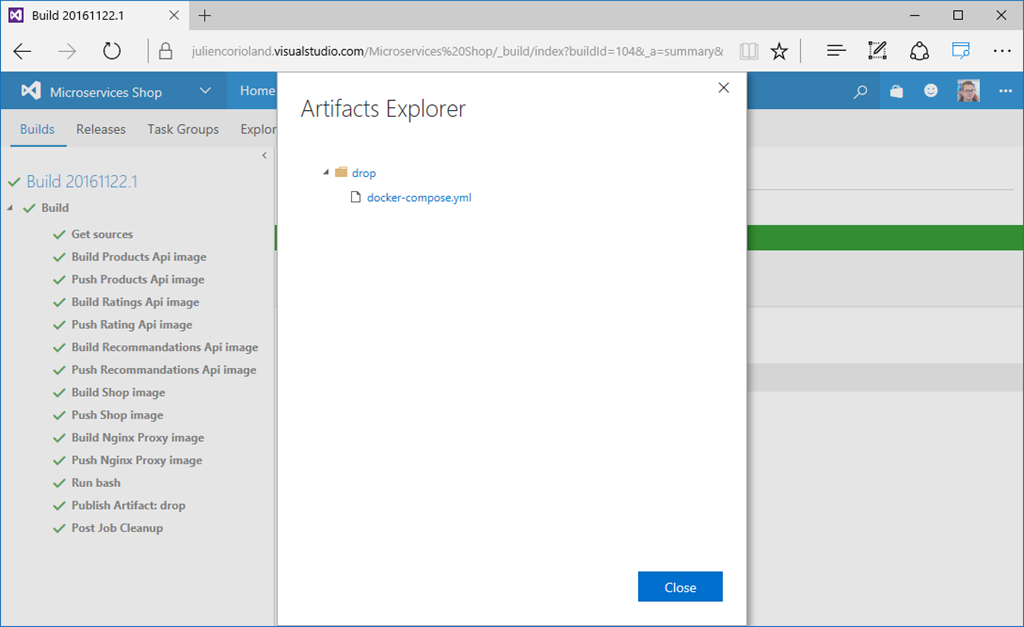 Build 20161122.1
juliencorioland.visualstudio.com/Microservices%20Shop/_build/index?buildId=104&_a=summary&
Microservices Shop
Home
Builds Releases Task Groups Explor
Artifacts Explorer
drop
docker-compose.yml
Close
Build 20161122.1
Build
Get sources
Build Products Api image
Push Products Api image
Build Ratings Api image
Push Rating Api image
Build Recommandations Api image
Push Recommandations Api image
Build Shop image
Push Shop image
Build Nginx Proxy image
Push Nginx Proxy image
Run bash
Publish Artifact: drop
Post Job Cleanup